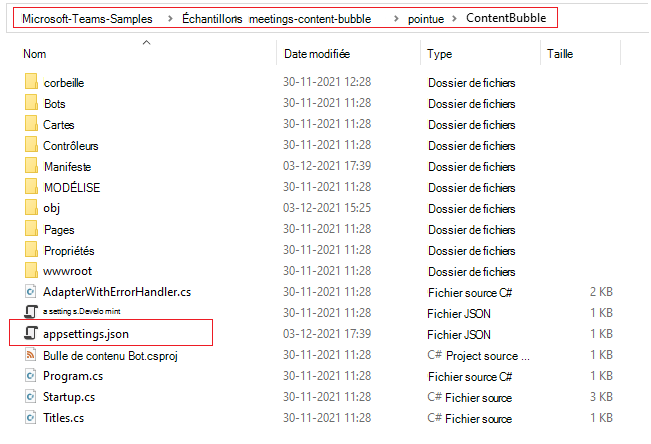 Microsoft-Teams-Samples > Échantillons meetings-content-bubble > pointue > ContentBubble
Nom Date modifiée Type Taille
corbeille 30-11-2021 12:28 Dossier de fichiers
Bots 30-11-2021 11:28 Dossier de fichiers
Cartes 30-11-2021 11:28 Dossier de fichiers
Contrôleurs 30-11-2021 11:28 Dossier de fichiers
Manifeste 03-12-2021 17:39 Dossier de fichiers
MODÉLISE 30-11-2021 11:28 Dossier de fichiers
obj 03-12-2021 15:25 Dossier de fichiers
Pages 30-11-2021 11:28 Dossier de fichiers
Propriétés 30-11-2021 11:28 Dossier de fichiers
wwwroot 30-11-2021 11:28 Dossier de fichiers
AdapterWithErrorHandler.cs 30-11-2021 11:28 Fichier source C# 2 KB
a setting s.Develo mint 30-11-2021 11:28 Fichier JSON 1 KB
appsettings.json 03-12-2021 17:39 Fichier JSON 1 KB
Bulle de contenu Bot.csproj 30-11-2021 11:28 C# Project source ... 1 KB
Program.cs 30-11-2021 11:28 Fichier source C# 1 KB
Startup.cs 30-11-2021 11:28 C# Fichier source 3 KB
Titles.cs 30-11-2021 11:28 C# Fichier source 1 KB